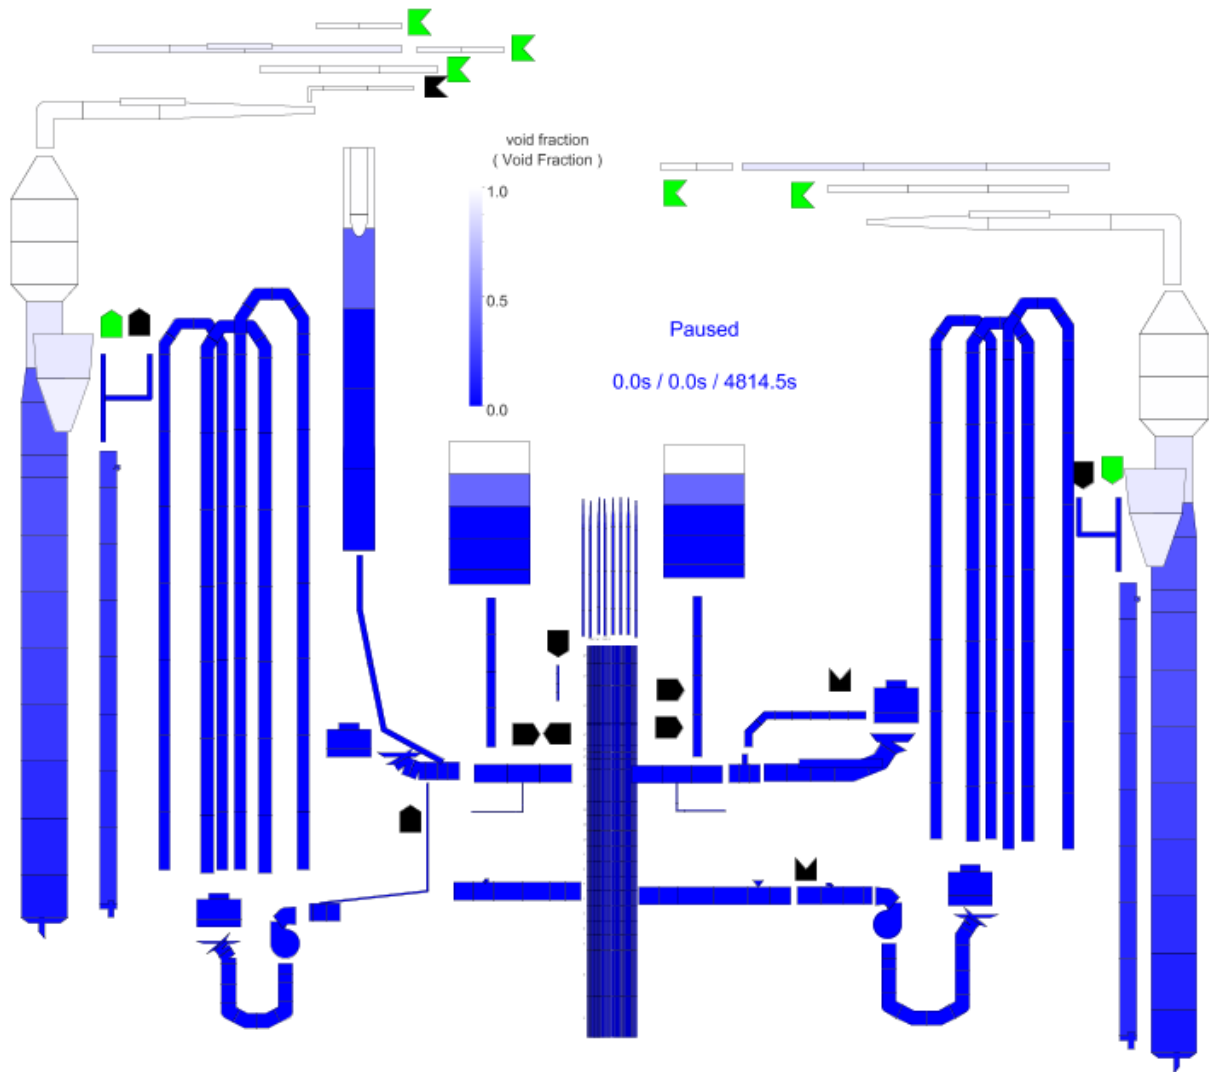 void fraction
( Void Fraction )
1.0
0.5
0.0
Paused
0.0s / 0.0s / 4814.5s